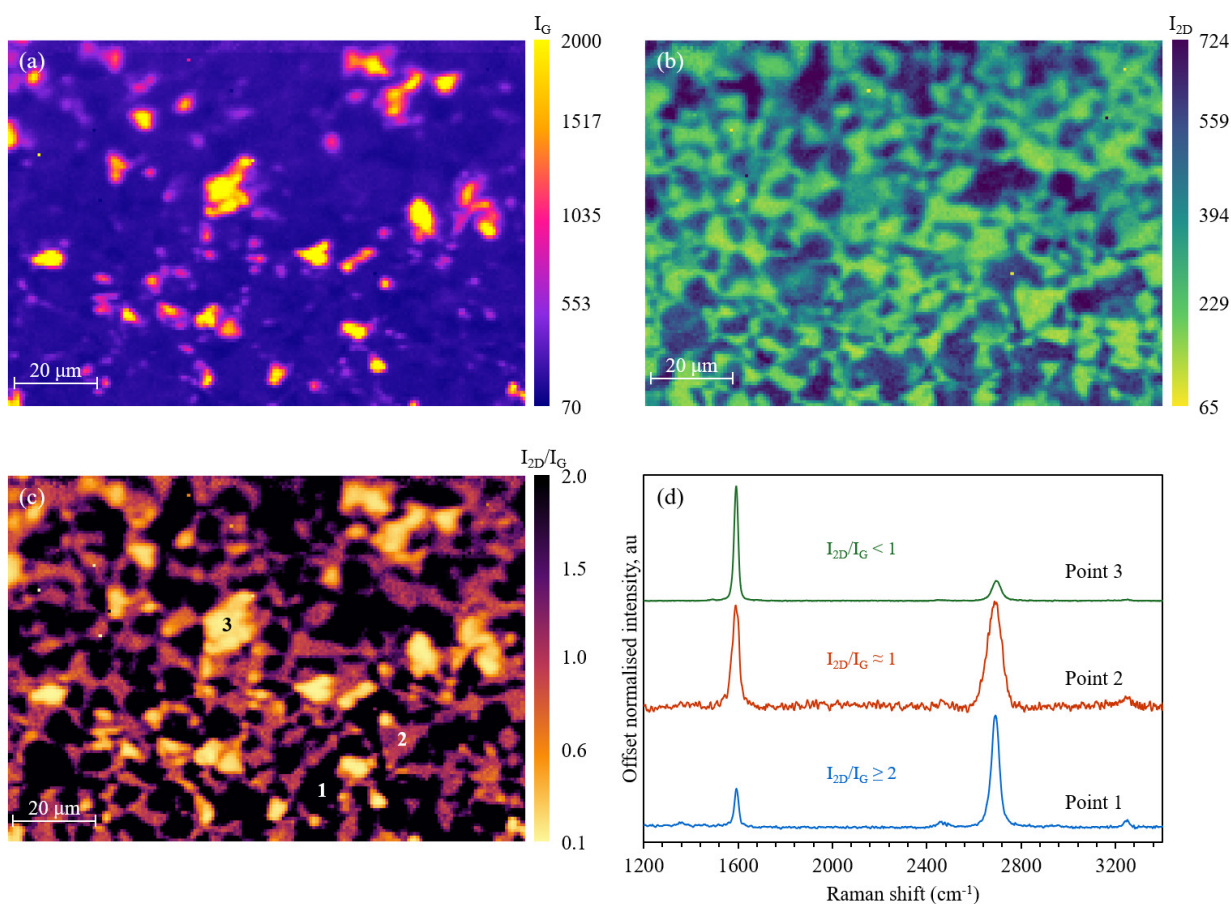 I_G
(a)
2000
1517
1035
553
70
20 μm
I_2D
(b)
724
559
394
229
65
20 μm
I_2D/I_G
(c)
2.0
1.5
1.0
0.6
0.1
3
2
1
20 μm
(d)
Offset normalised intensity, au
I_2D/I_G < 1
Point 3
I_2D/I_G ≈ 1
Point 2
I_2D/I_G ≥ 2
Point 1
1200 1600 2000 2400 2800 3200
Raman shift (cm⁻¹)